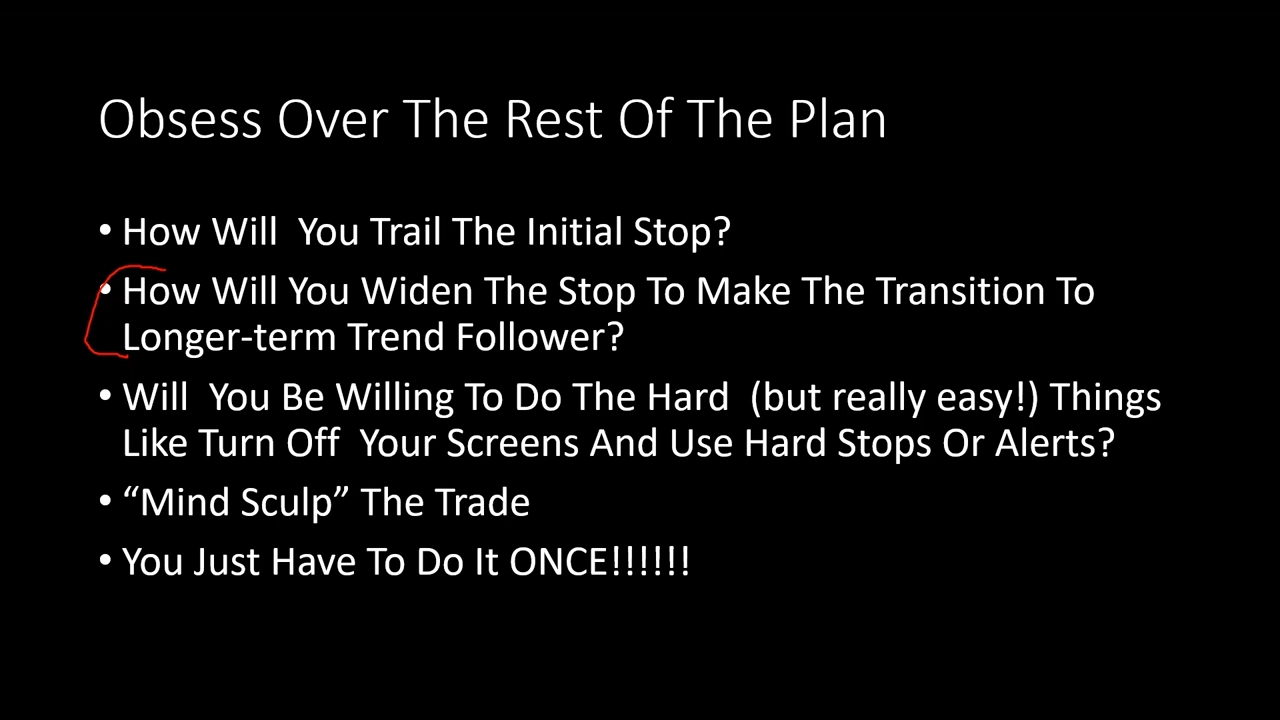 Obsess Over The Rest Of The Plan
• How Will  You Trail The Initial Stop?
• How Will You Widen The Stop To Make The Transition To
Longer-term Trend Follower?
• Will  You Be Willing To Do The Hard  (but really easy!) Things
Like Turn Off  Your Screens And Use Hard Stops Or Alerts?
• “Mind Sculp” The Trade
• You Just Have To Do It ONCE!!!!!!